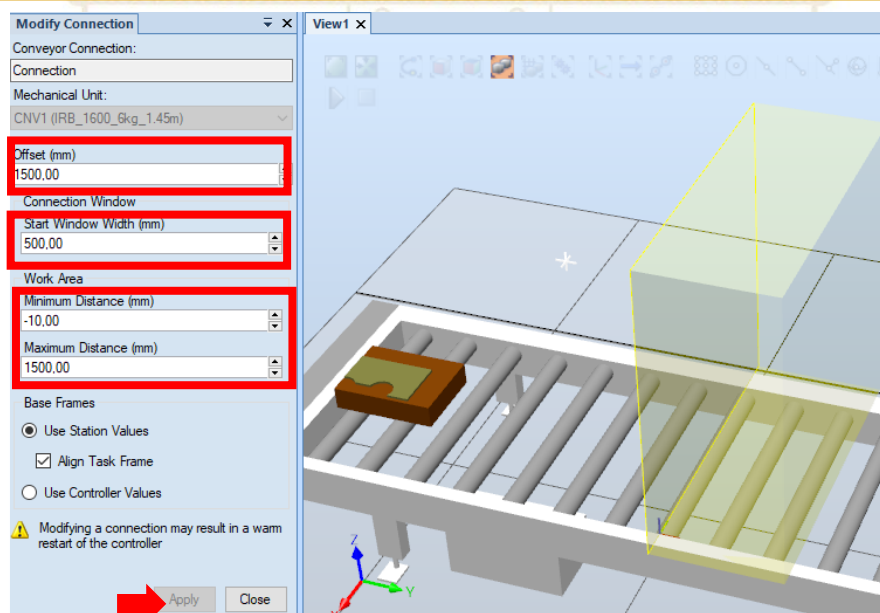 Modify Connection
View1
Conveyor Connection:
Connection
Mechanical Unit:
CNV1 (IRB_1600_6kg_1.45m)
Offset (mm)
1500,00
Connection Window
Start Window Width (mm)
500,00
Work Area
Minimum Distance (mm)
-10,00
Maximum Distance (mm)
1500,00
Base Frames
Use Station Values
Align Task Frame
Use Controller Values
Modifying a connection may result in a warm
restart of the controller
Apply
Close
Z
Y